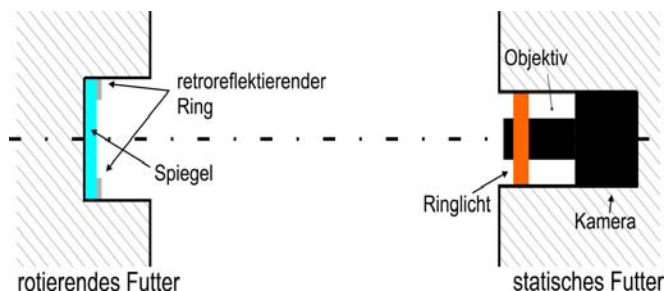 retroreflektierender
Ring
Spiegel
rotierendes Futter
Objektiv
Ringlicht
Kamera
statisches Futter